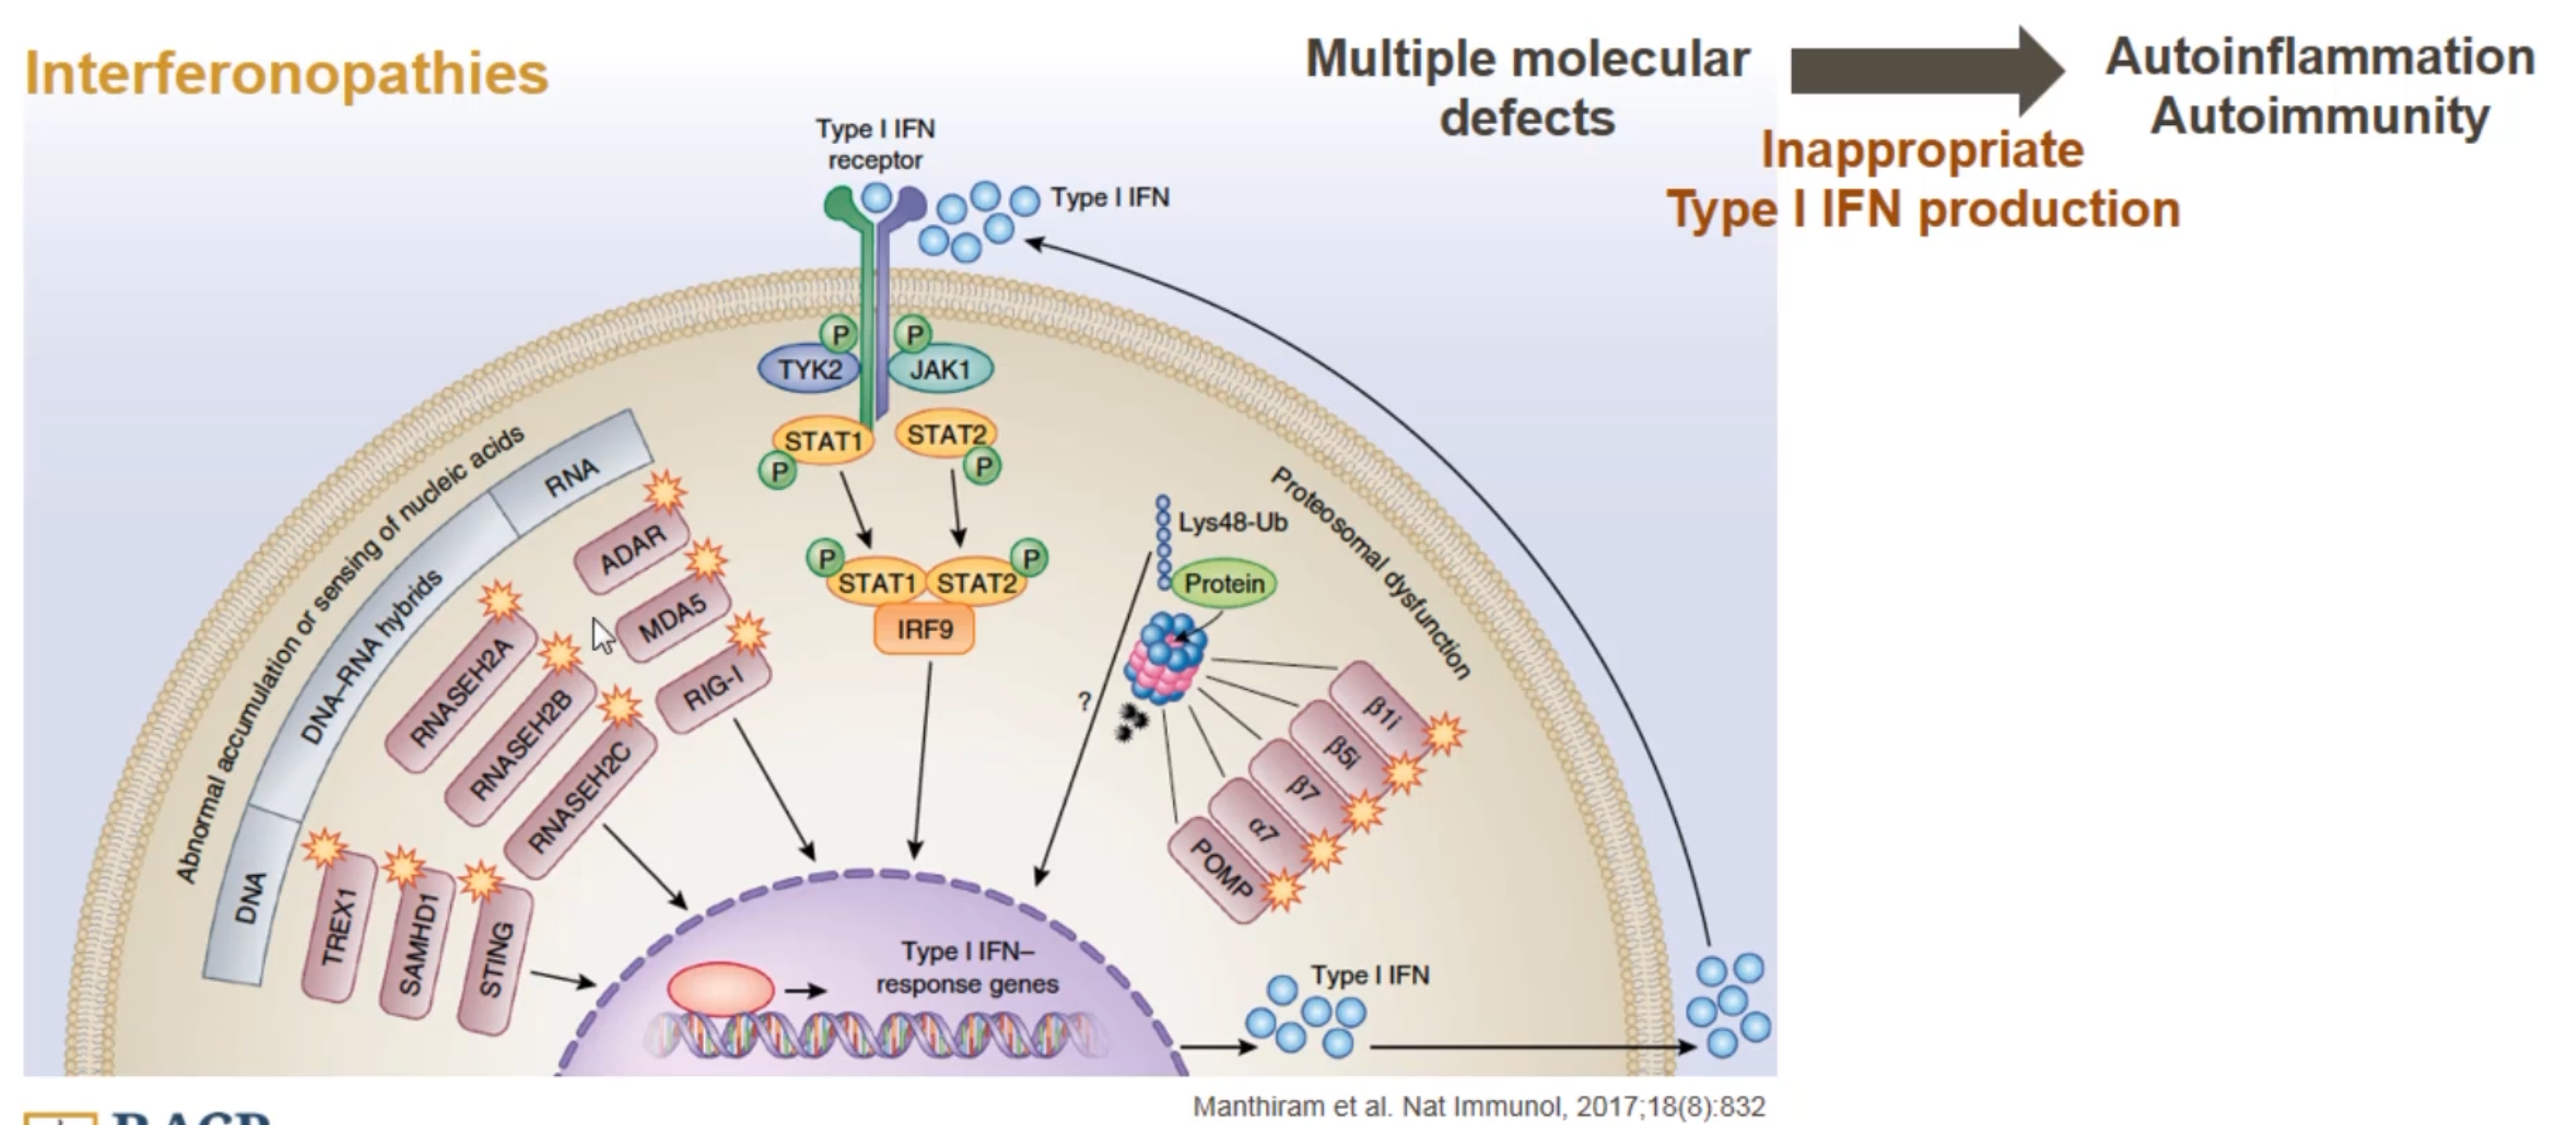 Interferonopathies
Multiple molecular
defects
Autoinflammation
Autoimmunity
Inappropriate
Type I IFN production
Type I IFN
receptor
Type I IFN
P
P
TYK2
JAK1
STAT1
STAT2
P
P
P
P
STAT1
STAT2
IRF9
Abnormal accumulation or sensing of nucleic acids
RNA
DNA–RNA hybrids
DNA
ADAR
MDA5
RIG-I
RNASEH2A
RNASEH2B
RNASEH2C
TREX1
SAMHD1
STING
Lys48-Ub
Protein
?
Proteosomal dysfunction
β1i
β5i
β7
α7
POMP
Type I IFN–
response genes
Type I IFN
Manthiram et al. Nat Immunol, 2017;18(8):832